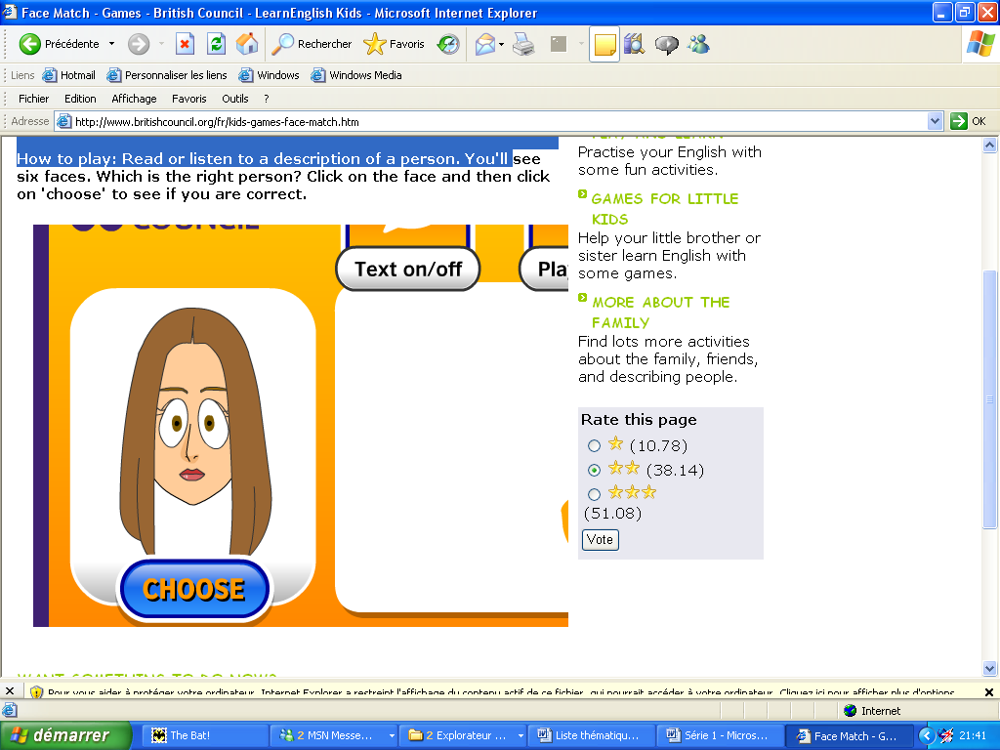 Face Match - Games - British Council - LearnEnglish Kids - Microsoft Internet Explorer
Précédente
Rechercher
Favoris
Liens
Hotmail
Personnaliser les liens
Windows
Windows Media
Fichier
Edition
Affichage
Favoris
Outils
?
Adresse
http://www.britishcouncil.org/fr/kids-games-face-match.htm
OK
How to play: Read or listen to a description of a person. You'll see
six faces. Which is the right person? Click on the face and then click
on 'choose' to see if you are correct.
COUNCIL
Text on/off
Pla
CHOOSE
Practise your English with
some fun activities.
GAMES FOR LITTLE
KIDS
Help your little brother or
sister learn English with
some games.
MORE ABOUT THE
FAMILY
Find lots more activities
about the family, friends,
and describing people.
Rate this page
(10.78)
(38.14)
(51.08)
Vote
WANT SOMETHING TO DO NOW?
Pour vous aider à protéger votre ordinateur, Internet Explorer a restreint l'affichage du contenu actif de ce fichier, qui pourrait accéder à votre ordinateur. Cliquez ici pour afficher plus d'options...
Internet
démarrer
The Bat!
2 MSN Messe...
2 Explorateur ...
Liste thématiqu...
Série 1 - Micros...
Face Match - G...
21:41